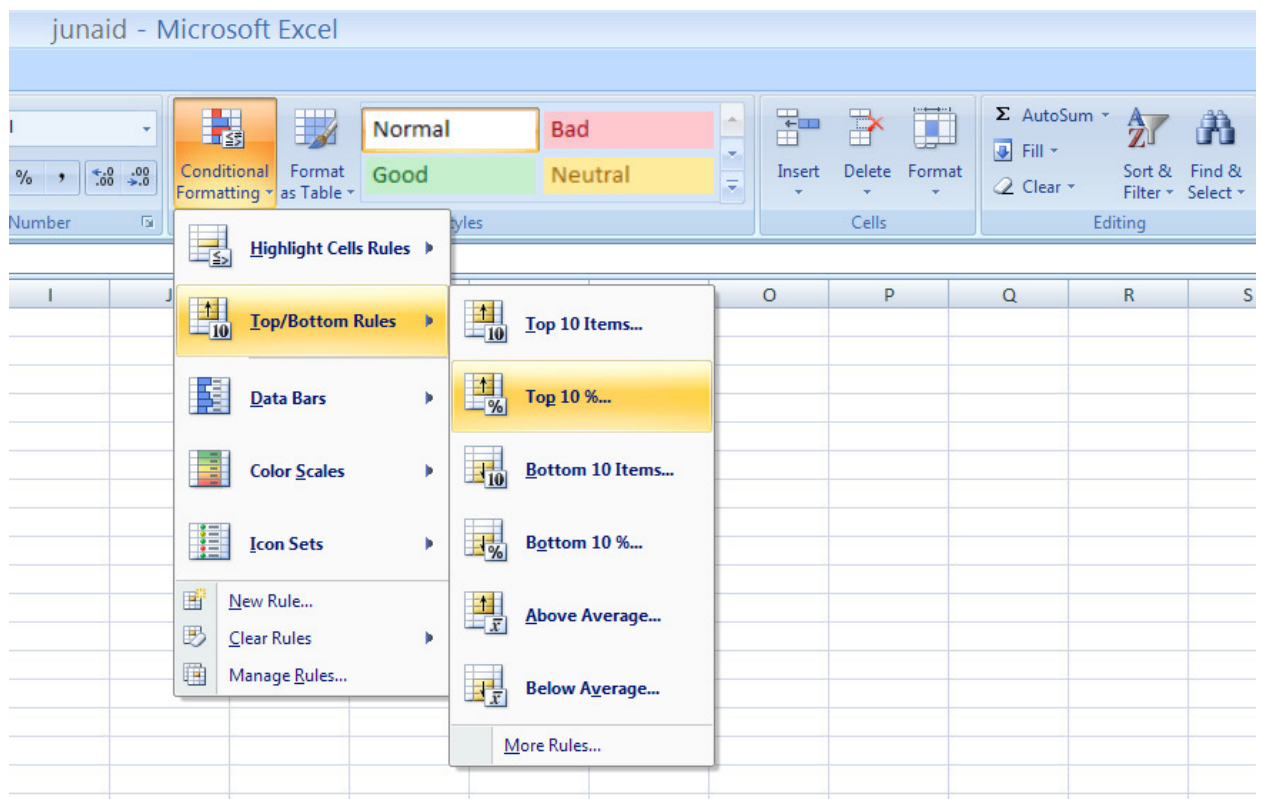 junaid - Microsoft Excel
Normal
Bad
Good
Neutral
Conditional Formatting
Format as Table
Insert
Delete
Format
Σ AutoSum
Fill
Clear
Sort & Filter
Find & Select
% , .00 .00
Number
Cells
Editing
Highlight Cells Rules
Top/Bottom Rules
Data Bars
Color Scales
Icon Sets
New Rule...
Clear Rules
Manage Rules...
Top 10 Items...
Top 10 %...
Bottom 10 Items...
Bottom 10 %...
Above Average...
Below Average...
More Rules...
I J O P Q R S